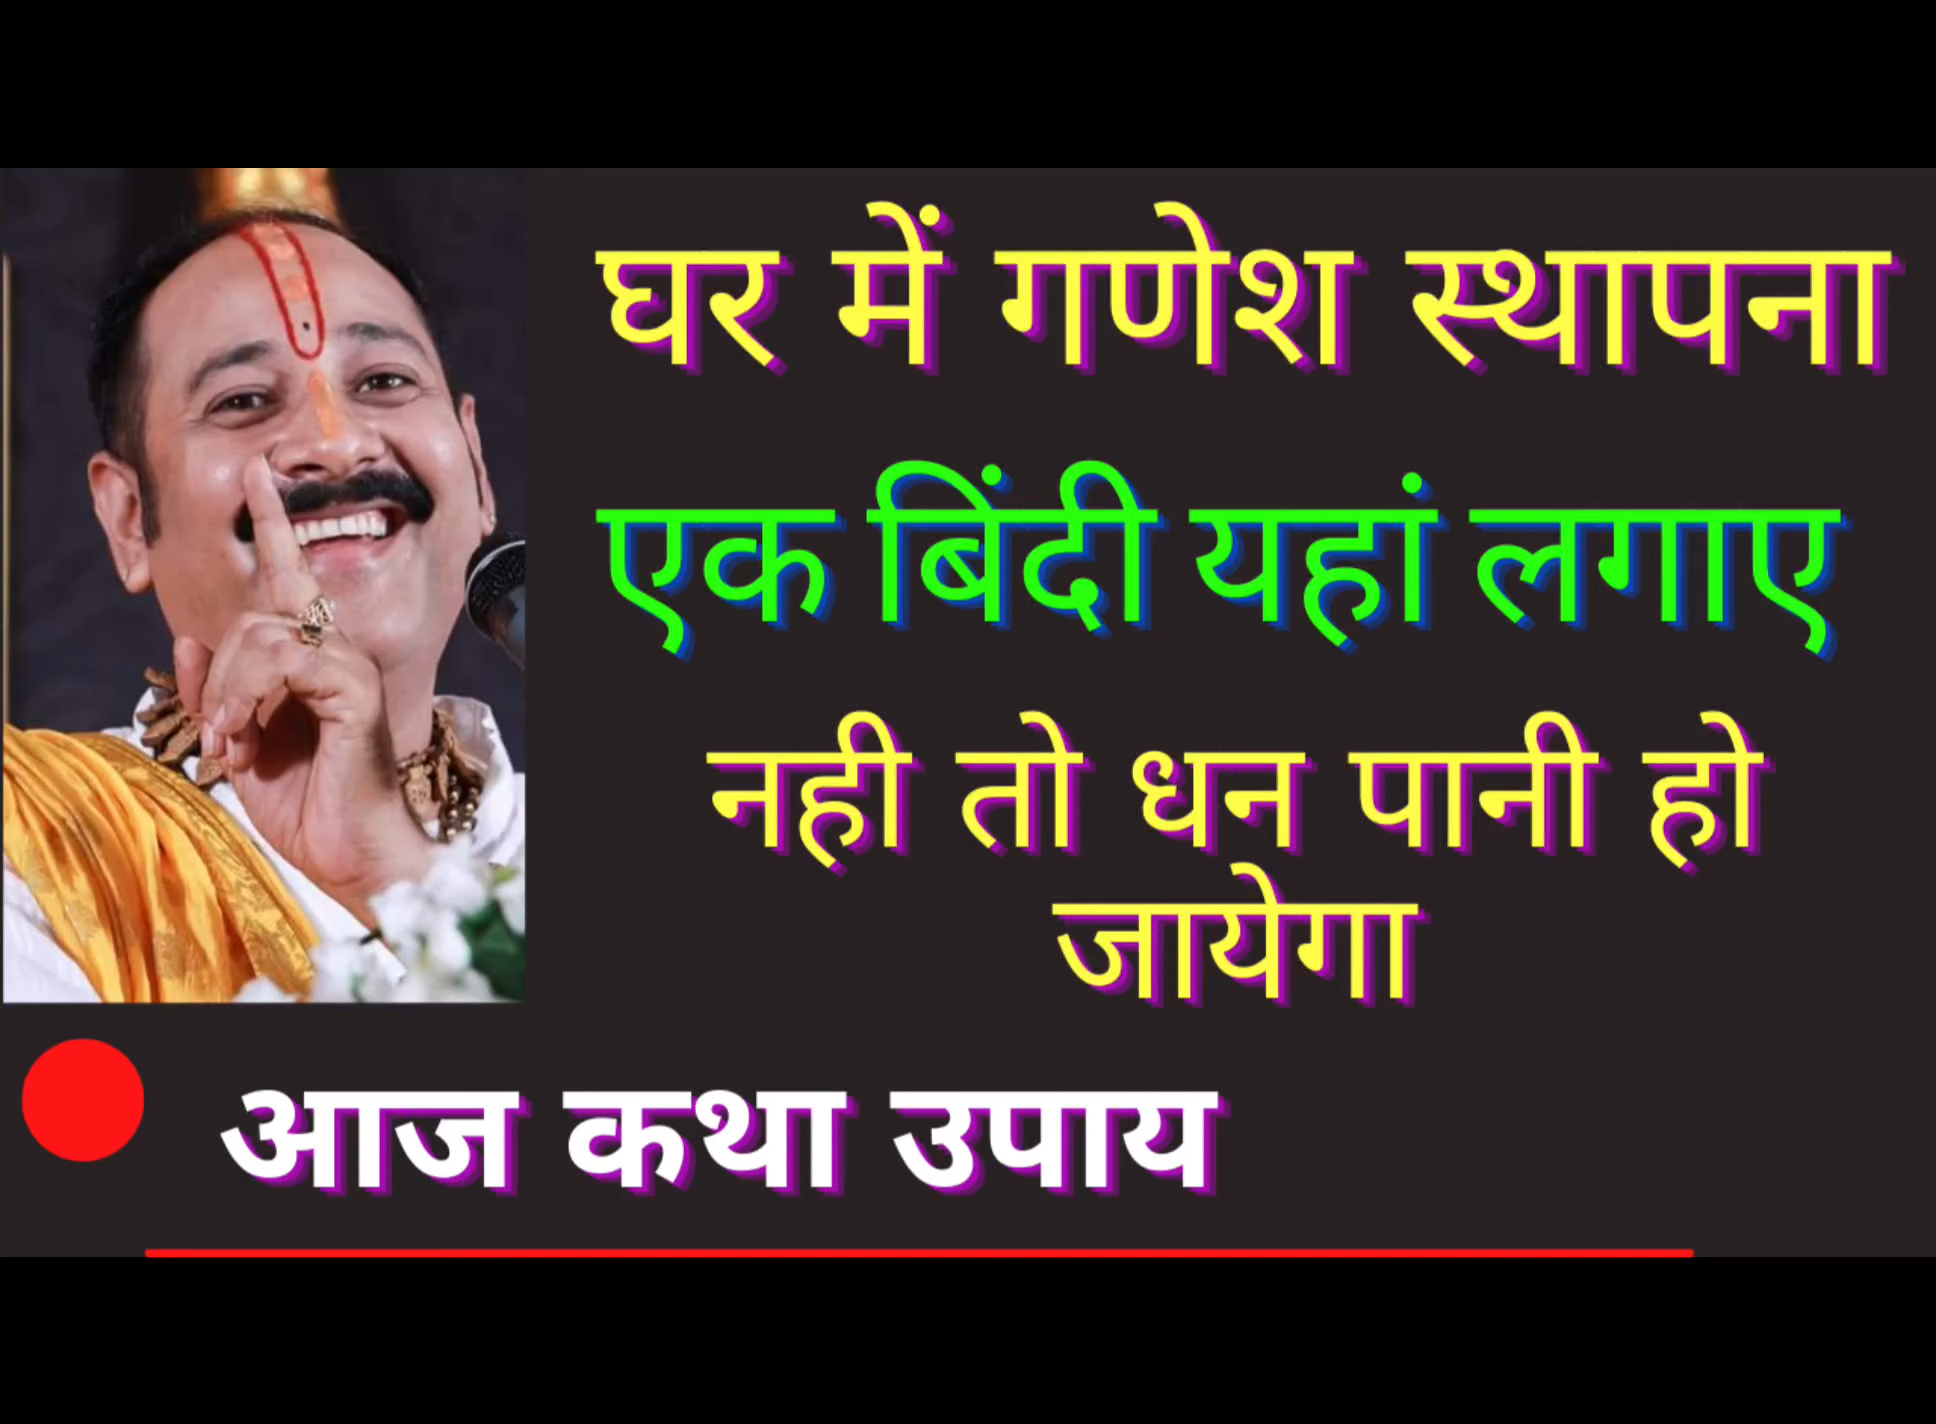 घर में गणेश स्थापना
एक बिंदी यहां लगाए
नही तो धन पानी हो
जायेगा
आज कथा उपाय